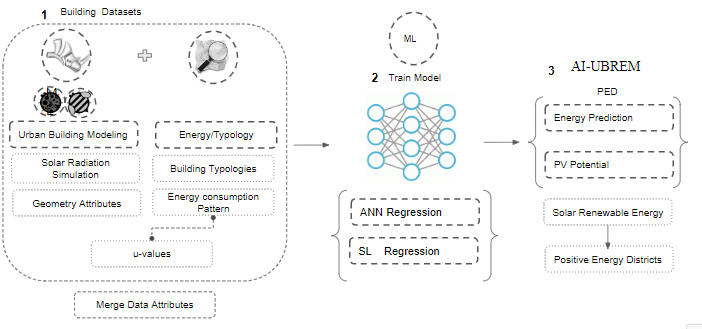 1 Building Datasets
Urban Building Modeling
Energy/Typology
Solar Radiation
Simulation
Building Typologies
Geometry Attributes
Energy consumption
Pattern
u-values
Merge Data Attributes
ML
2 Train Model
ANN Regression
SL Regression
3 AI-UBREM
PED
Energy Prediction
PV Potential
Solar Renewable Energy
Positive Energy Districts